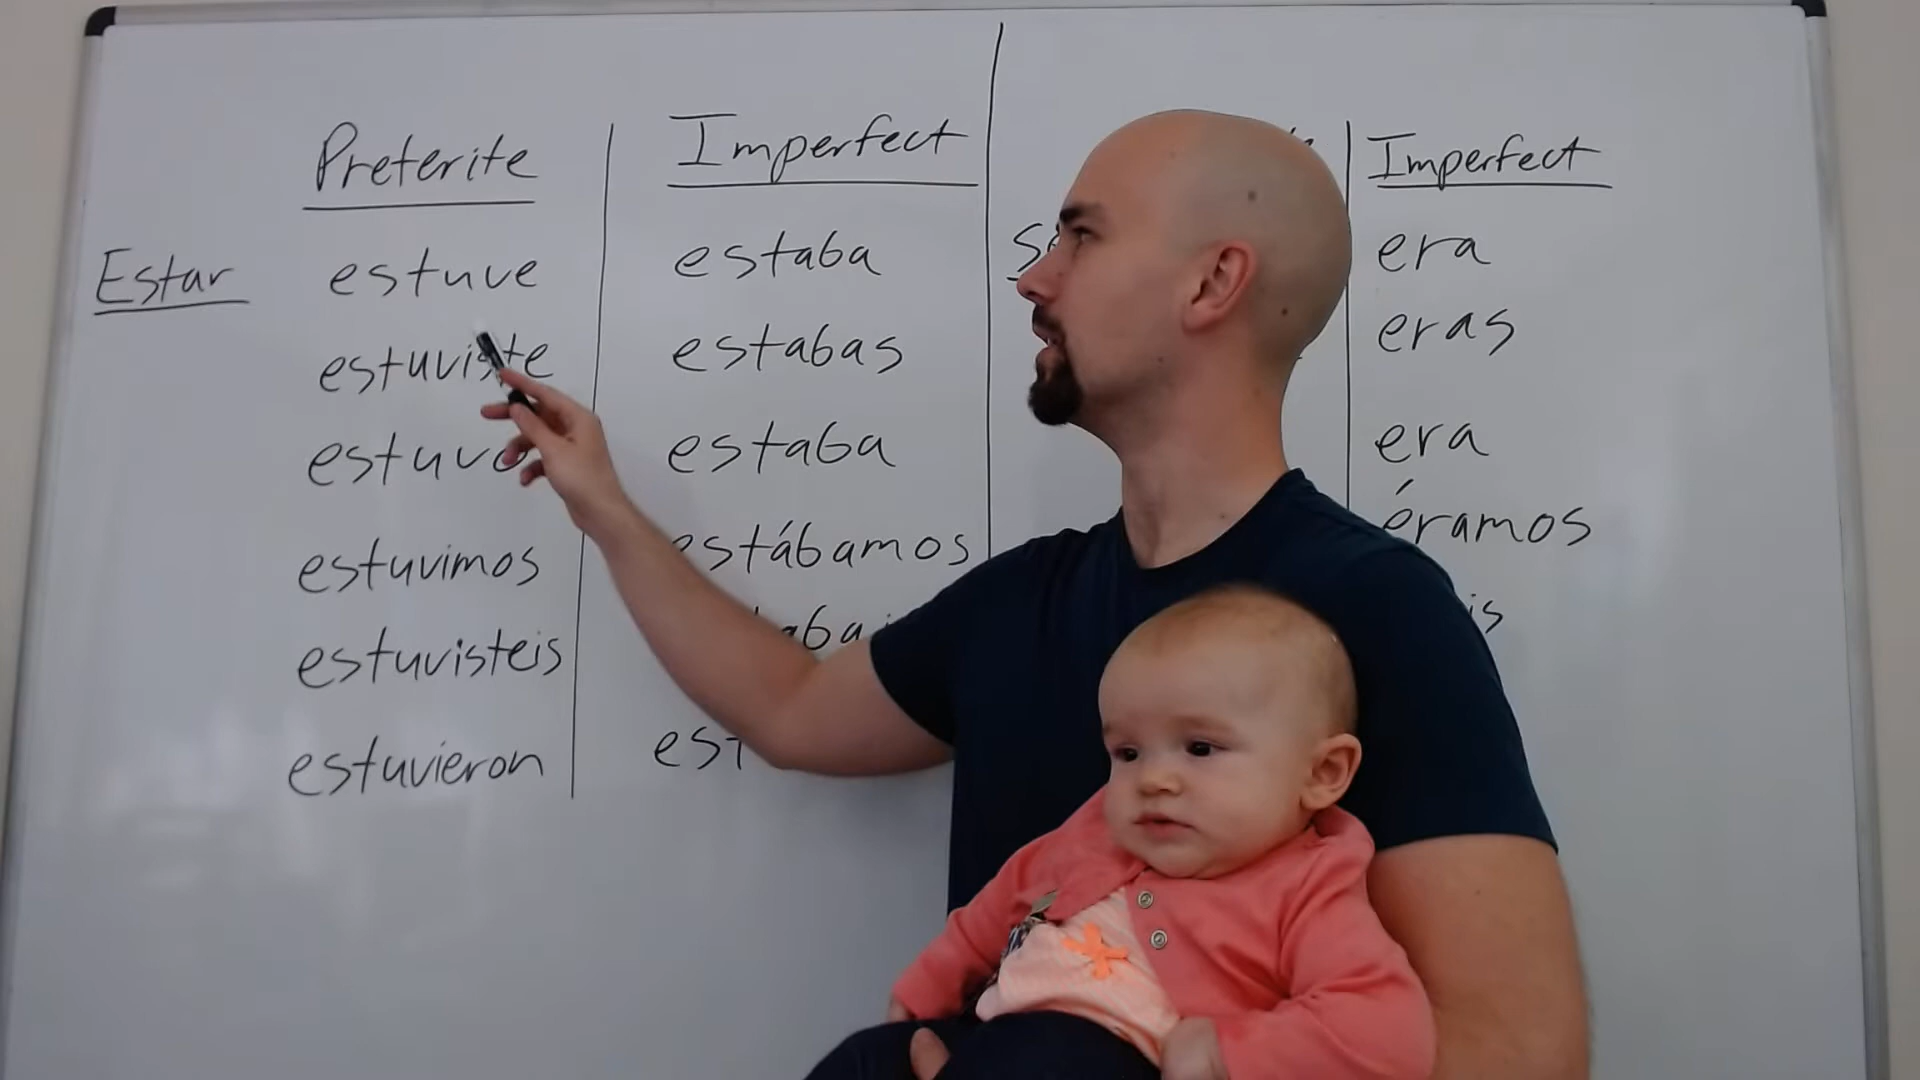 Preterite Imperfect Imperfect
Estar estuve estaba era
estuviste estabas eras
estuvo estaba era
estuvimos estábamos éramos
estuvisteis
estuvieron